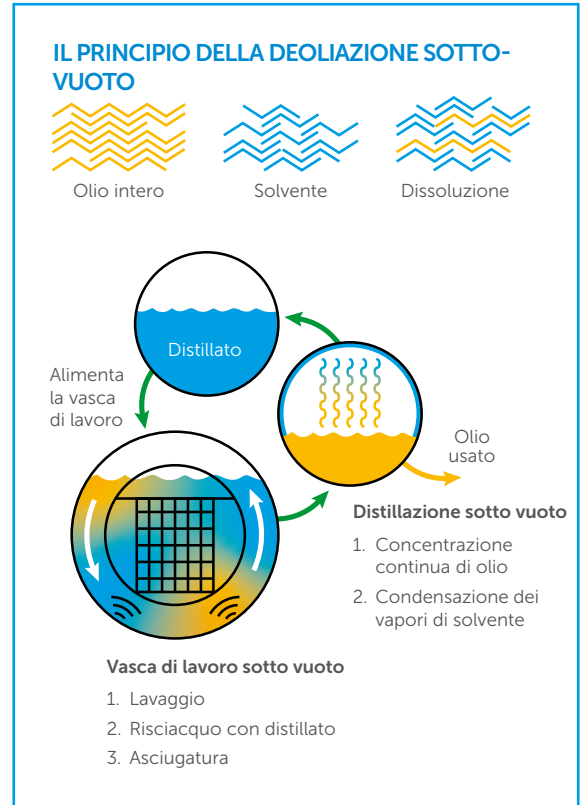 IL PRINCIPIO DELLA DEOLIAZIONE SOTTO-
VUOTO
Olio intero
Solvente
Dissoluzione
Distillato
Alimenta
la vasca
di lavoro
Olio
usato
Distillazione sotto vuoto
1. Concentrazione
continua di olio
2. Condensazione dei
vapori di solvente
Vasca di lavoro sotto vuoto
1. Lavaggio
2. Risciacquo con distillato
3. Asciugatura